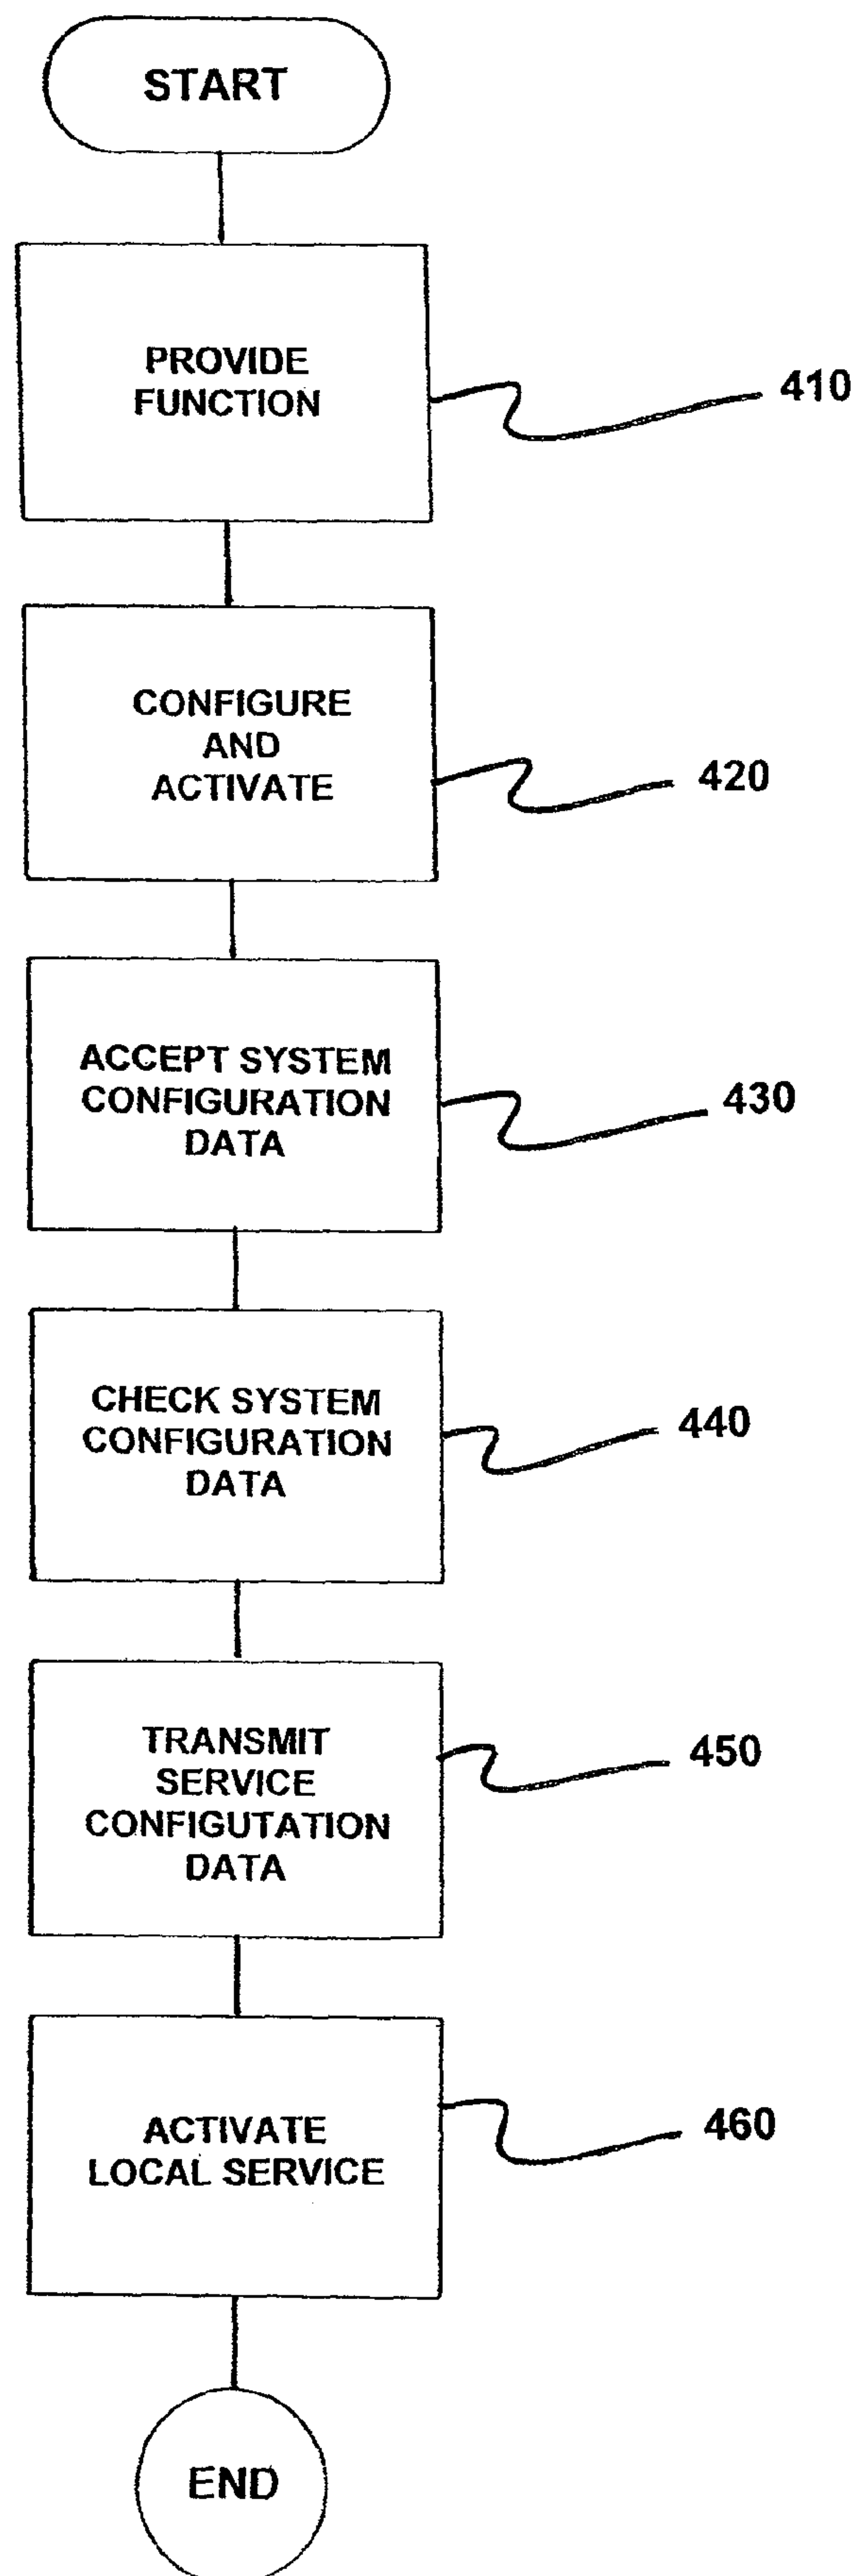 START
PROVIDE
FUNCTION
410
CONFIGURE
AND
ACTIVATE
420
ACCEPT SYSTEM
CONFIGURATION
DATA
430
CHECK SYSTEM
CONFIGURATION
DATA
440
TRANSMIT
SERVICE
CONFIGUTATION
DATA
450
ACTIVATE
LOCAL SERVICE
460
END